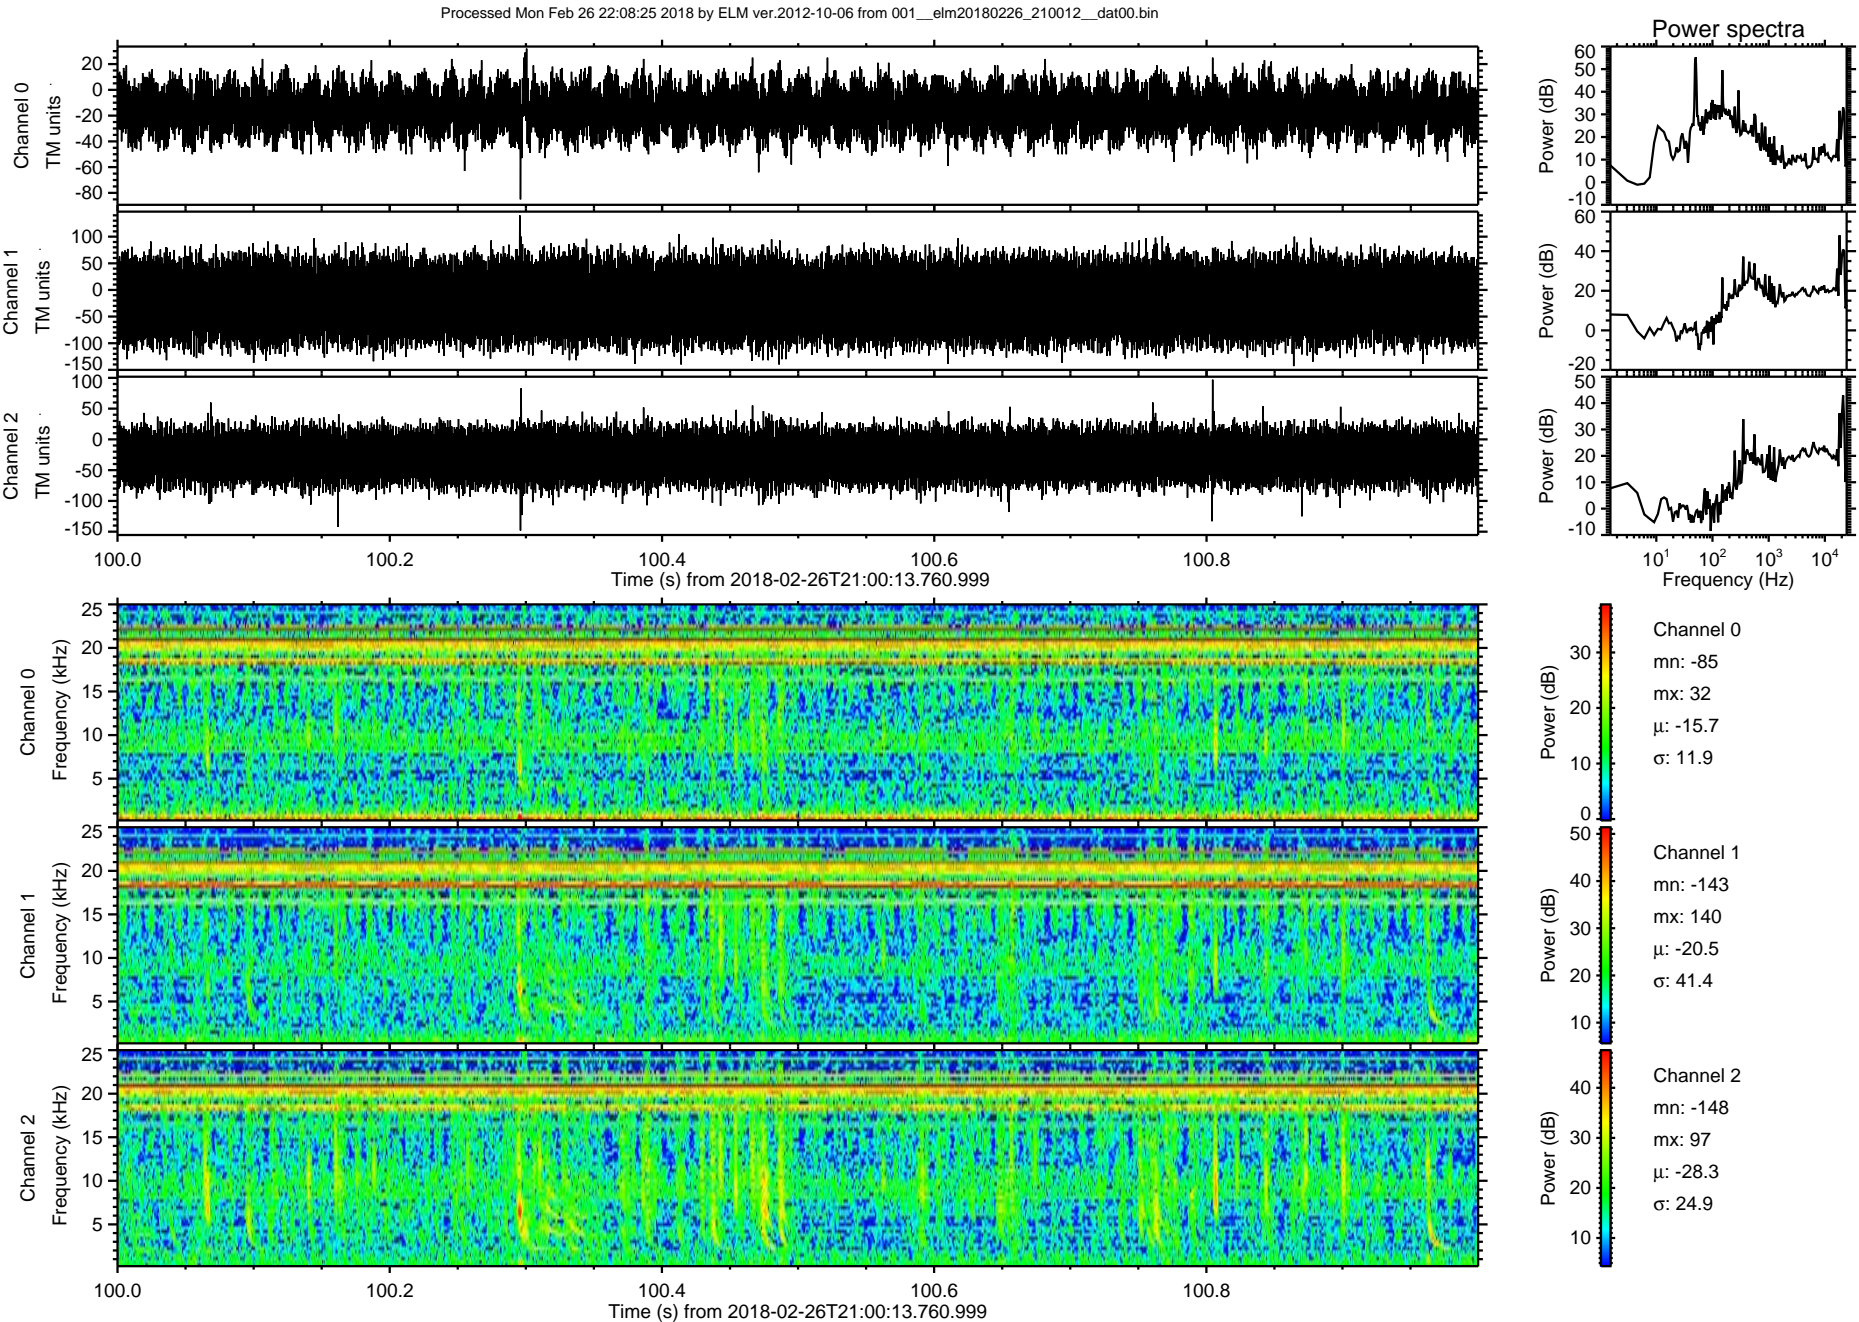 Processed Mon Feb 26 22:08:25 2018 by ELM ver.2012-10-06 from 001__elm20180226_210012__dat00.bin
Power spectra
Channel 0
TM units
20
0
-20
-40
-60
-80
Power (dB)
60
50
40
30
20
10
0
-10
Channel 1
TM units
100
50
0
-50
-100
-150
Power (dB)
60
40
20
0
-20
Channel 2
TM units
100
50
0
-50
-100
-150
Power (dB)
50
40
30
20
10
0
-10
100.0 100.2 100.4 100.6 100.8
Time (s) from 2018-02-26T21:00:13.760.999
10^1 10^2 10^3 10^4
Frequency (Hz)
Channel 0
Frequency (kHz)
25
20
15
10
5
Power (dB)
30
20
10
0
Channel 0
mn: -85
mx: 32
μ: -15.7
σ: 11.9
Channel 1
Frequency (kHz)
25
20
15
10
5
Power (dB)
50
40
30
20
10
Channel 1
mn: -143
mx: 140
μ: -20.5
σ: 41.4
Channel 2
Frequency (kHz)
25
20
15
10
5
Power (dB)
40
30
20
10
Channel 2
mn: -148
mx: 97
μ: -28.3
σ: 24.9
100.0 100.2 100.4 100.6 100.8
Time (s) from 2018-02-26T21:00:13.760.999